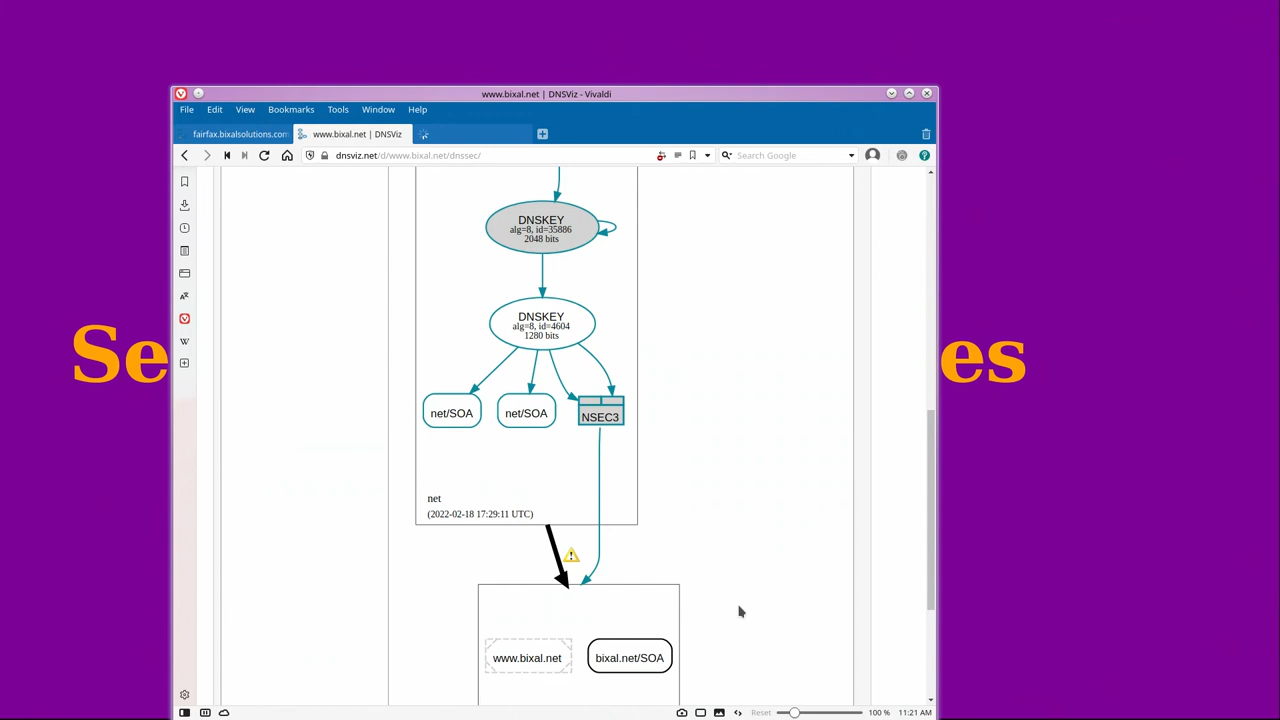 www.bixal.net | DNSViz - Vivaldi
File Edit View Bookmarks Tools Window Help
fairfax.bixalsolutions.com www.bixal.net | DNSViz
dnsviz.net/d/www.bixal.net/dnssec/ Search Google
DNSKEY
alg=8, id=35886
2048 bits
DNSKEY
alg=8, id=4604
1280 bits
Se es
net/SOA net/SOA NSEC3
net
(2022-02-18 17:29:11 UTC)
www.bixal.net bixal.net/SOA
Reset 100 % 11:21 AM